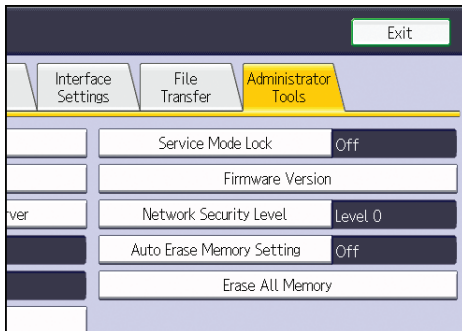 Exit
Interface
Settings
File
Transfer
Administrator
Tools
Service Mode Lock Off
Firmware Version
rver Network Security Level Level 0
Auto Erase Memory Setting Off
Erase All Memory